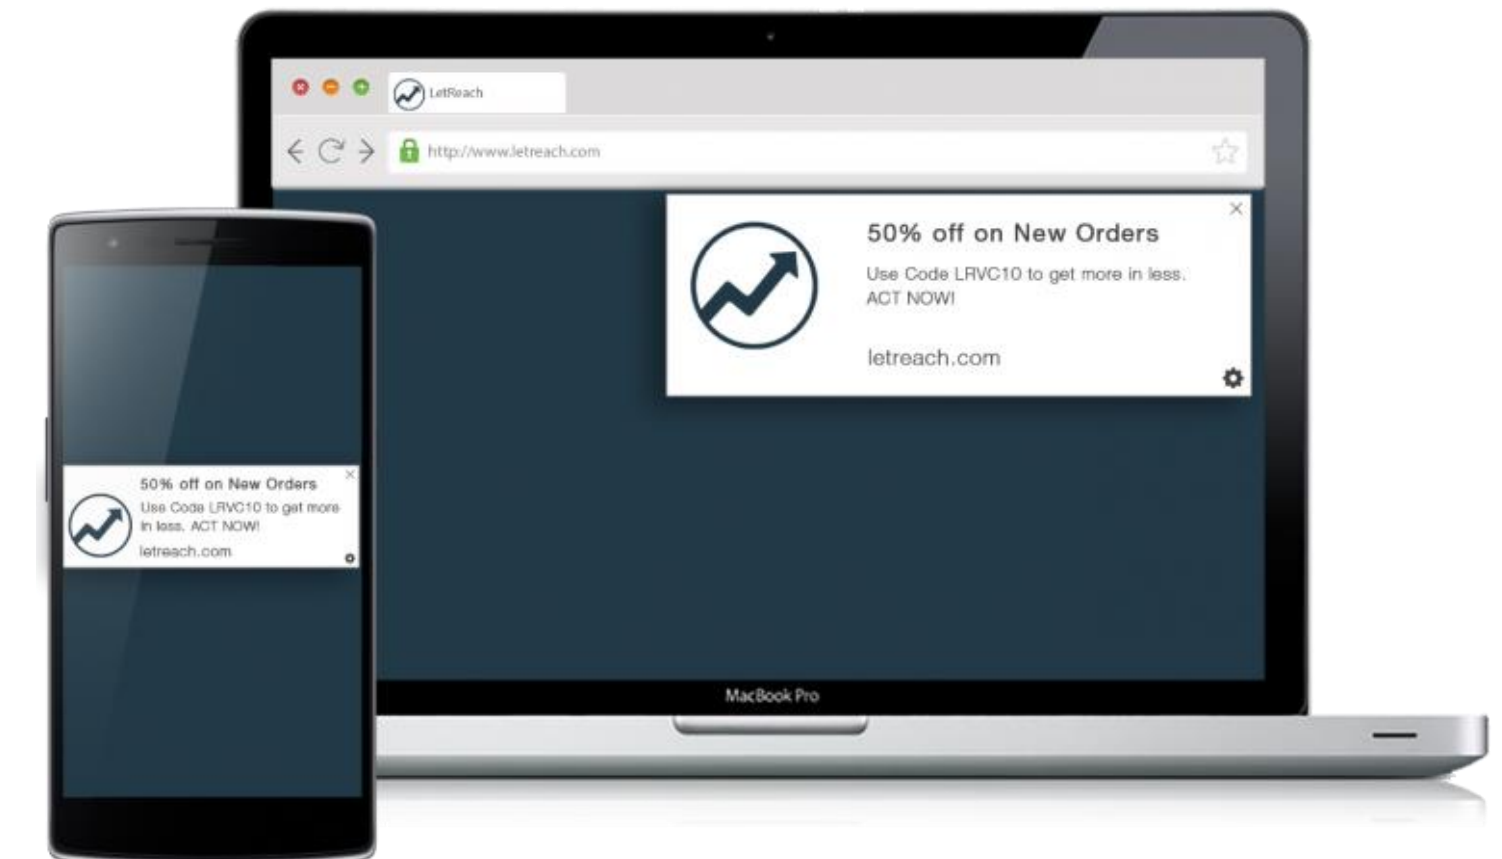 LetReach
http://www.letreach.com
50% off on New Orders
Use Code LRVC10 to get more in less.
ACT NOW!
letreach.com
MacBook Pro
50% off on New Orders
Use Code LRVC10 to get more
in less. ACT NOW!
letreach.com